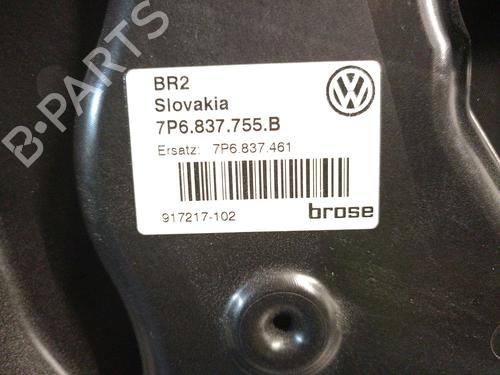 BR2
Slovakia
7P6.837.755.B
Ersatz: 7P6.837.461
917217-102
brose
B-PARTS